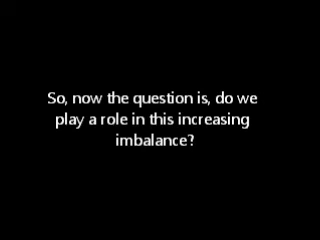 So, now the question is, do we
play a role in this increasing
imbalance?